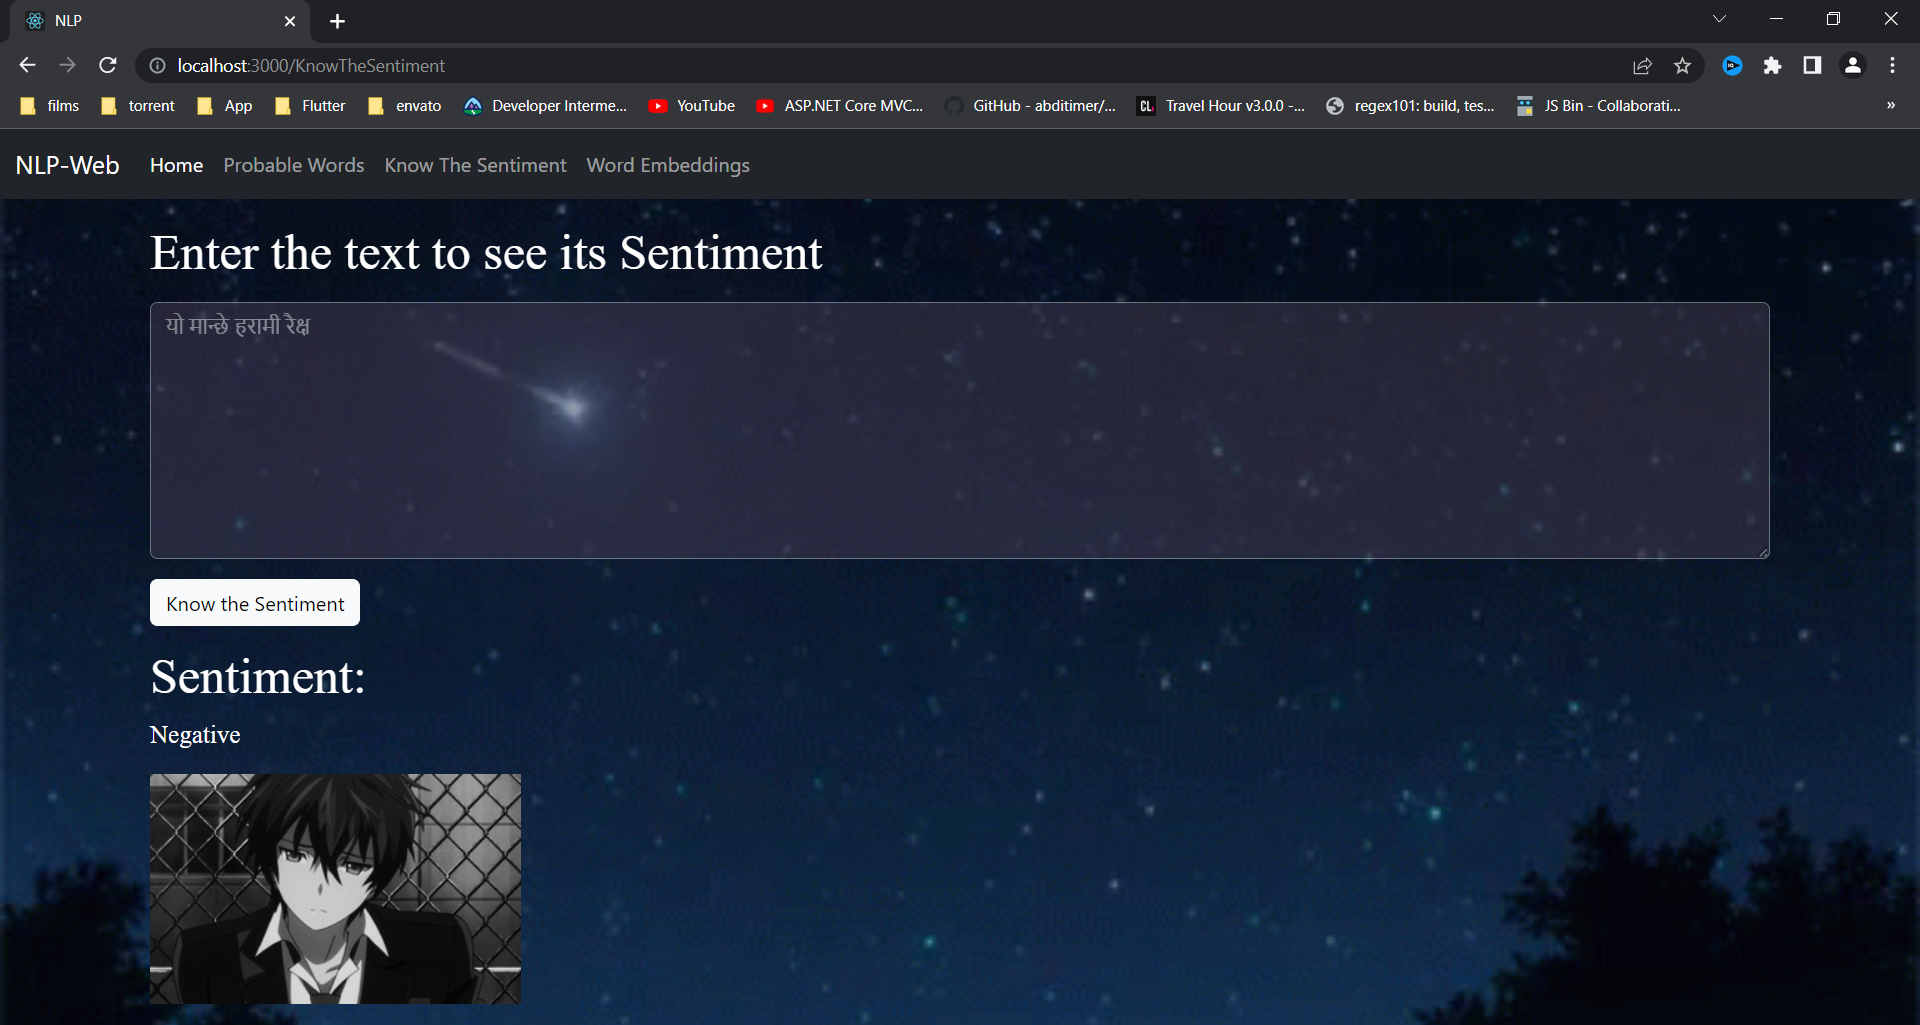 NLP
localhost:3000/KnowTheSentiment
films torrent App Flutter envato Developer Interme... YouTube ASP.NET Core MVC... GitHub - abditimer/... CL. Travel Hour v3.0.0 -... regex101: build, tes... JS Bin - Collaborati... »
NLP-Web Home Probable Words Know The Sentiment Word Embeddings
Enter the text to see its Sentiment
यो मान्छे हरामी रैक्ष
Know the Sentiment
Sentiment:
Negative